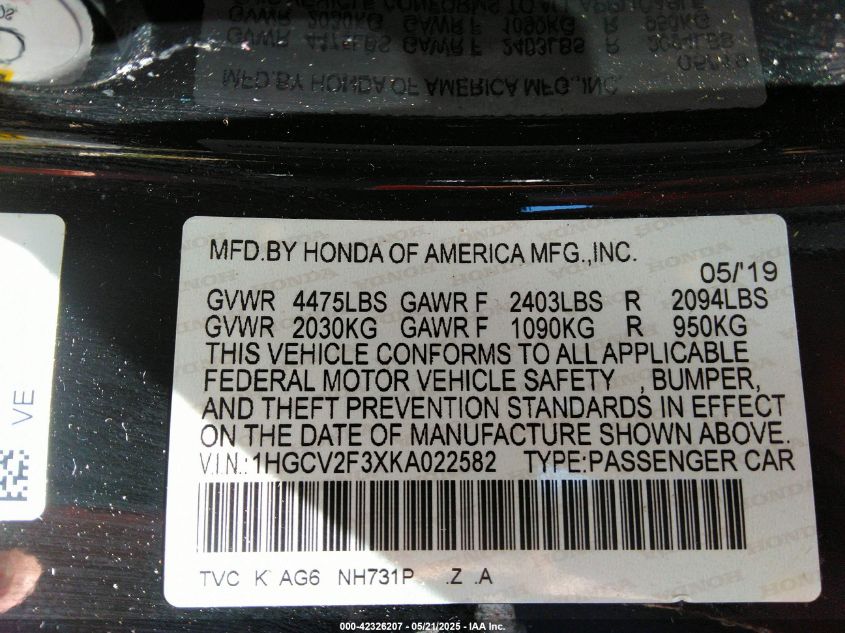 MFD.BY HONDA OF AMERICA MFG.,INC.
05/'19
GVWR 4475LBS GAWR F 2403LBS R 2094LBS
GVWR 2030KG GAWR F 1090KG R 950KG
THIS VEHICLE CONFORMS TO ALL APPLICABLE
FEDERAL MOTOR VEHICLE SAFETY , BUMPER,
AND THEFT PREVENTION STANDARDS IN EFFECT
ON THE DATE OF MANUFACTURE SHOWN ABOVE.
V.I.N.:1HGCV2F3XKA022582 TYPE:PASSENGER CAR
TVC K AG6 NH731P .Z .A
VE
000-42326207 - 05/21/2025 - IAA Inc.